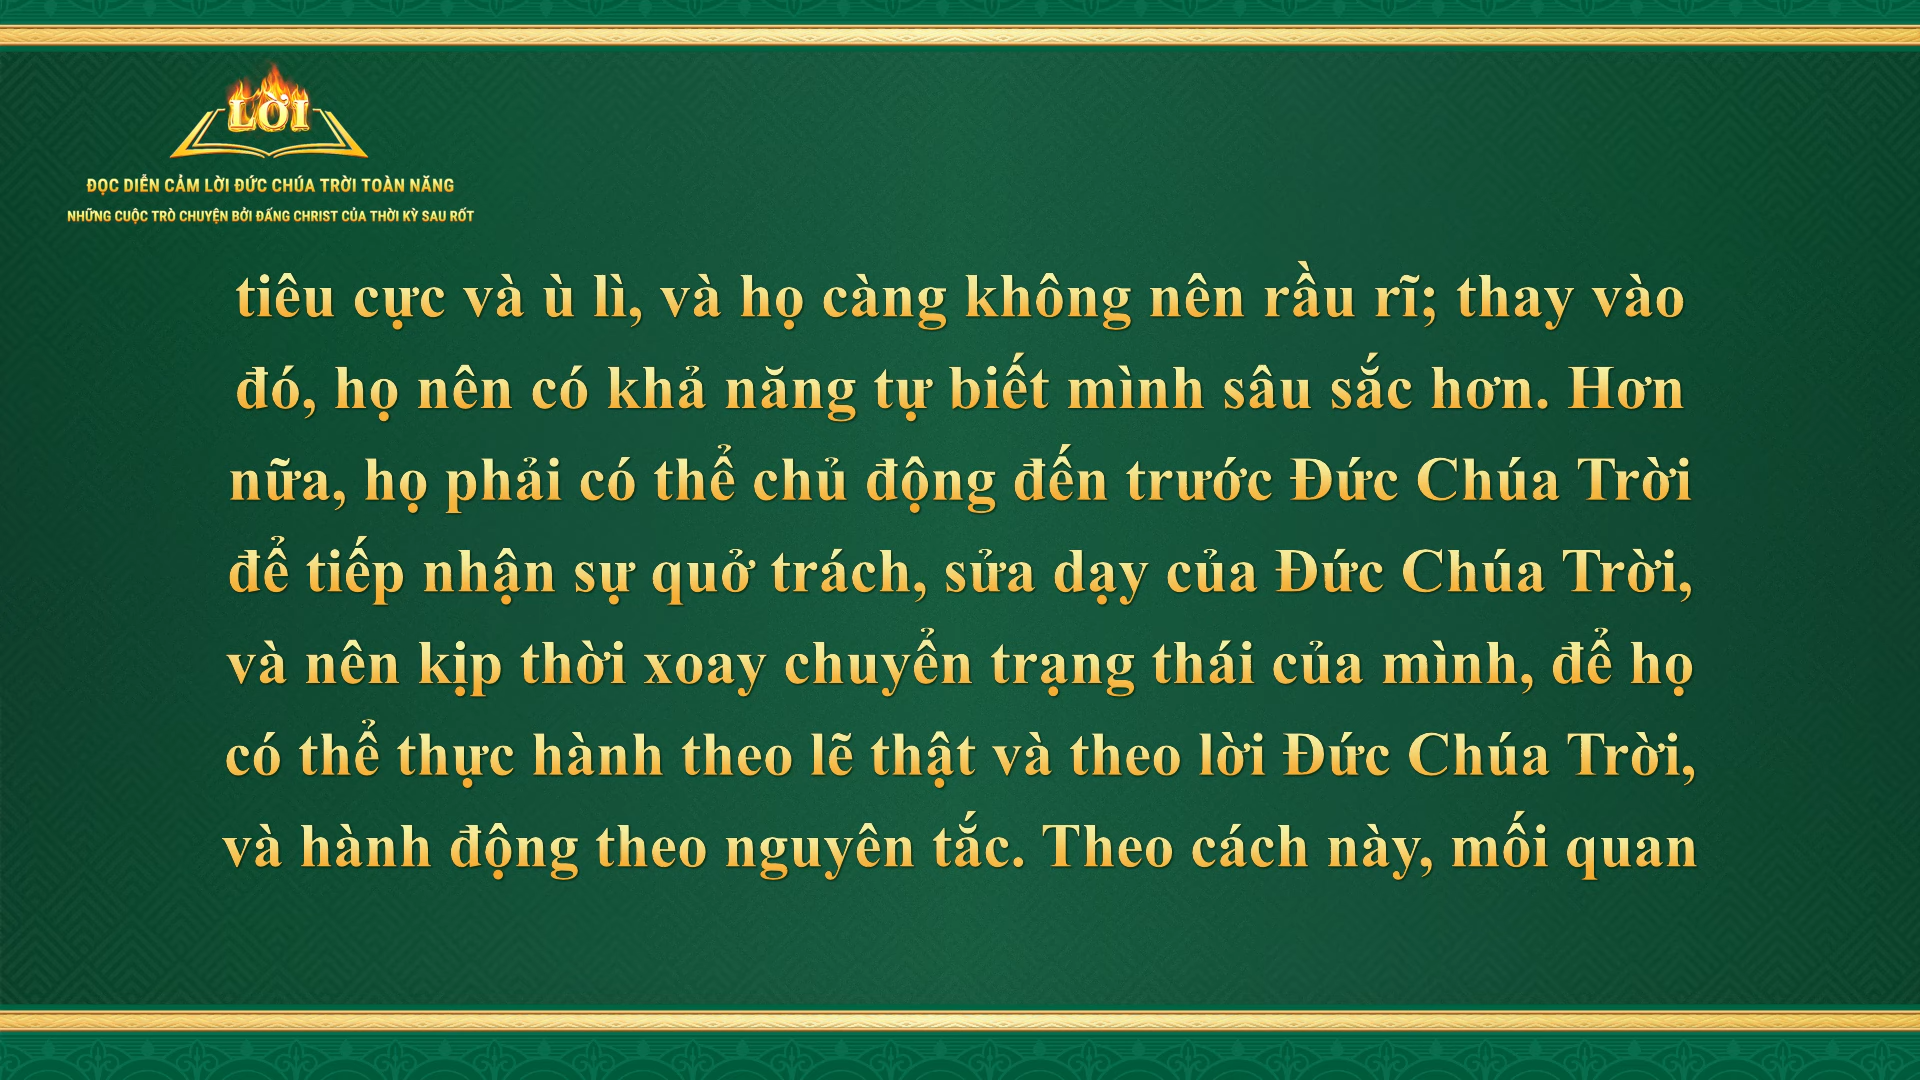 LỜI
ĐỌC DIỄN CẢM LỜI ĐỨC CHÚA TRỜI TOÀN NĂNG
NHỮNG CUỘC TRÒ CHUYỆN BỞI ĐẤNG CHRIST CỦA THỜI KỲ SAU RỐT
tiêu cực và ù lì, và họ càng không nên rầu rĩ; thay vào
đó, họ nên có khả năng tự biết mình sâu sắc hơn. Hơn
nữa, họ phải có thể chủ động đến trước Đức Chúa Trời
để tiếp nhận sự quở trách, sửa dạy của Đức Chúa Trời,
và nên kịp thời xoay chuyển trạng thái của mình, để họ
có thể thực hành theo lẽ thật và theo lời Đức Chúa Trời,
và hành động theo nguyên tắc. Theo cách này, mối quan